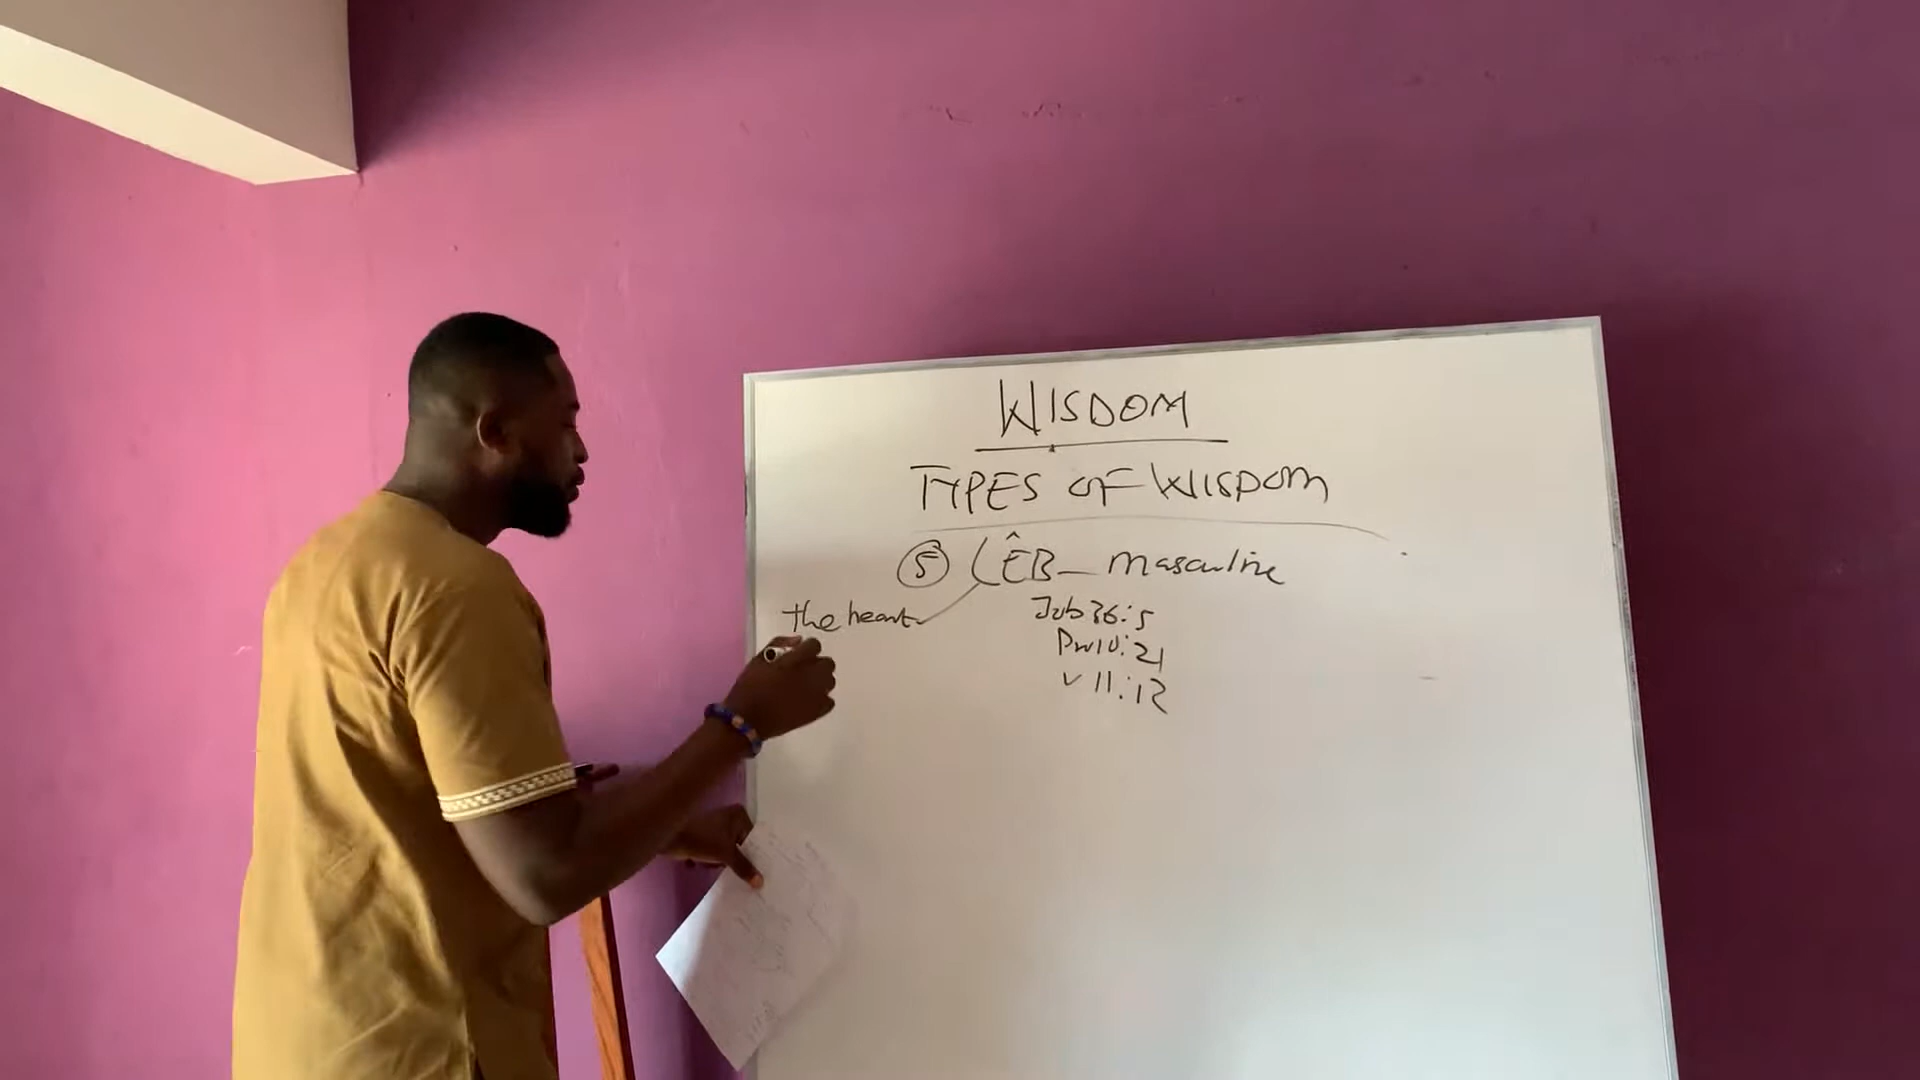 WISDOM
TYPES OF WISDOM
5 LÊB - masculine
the heart
Job 36:5
Prv10:21
v 11:12